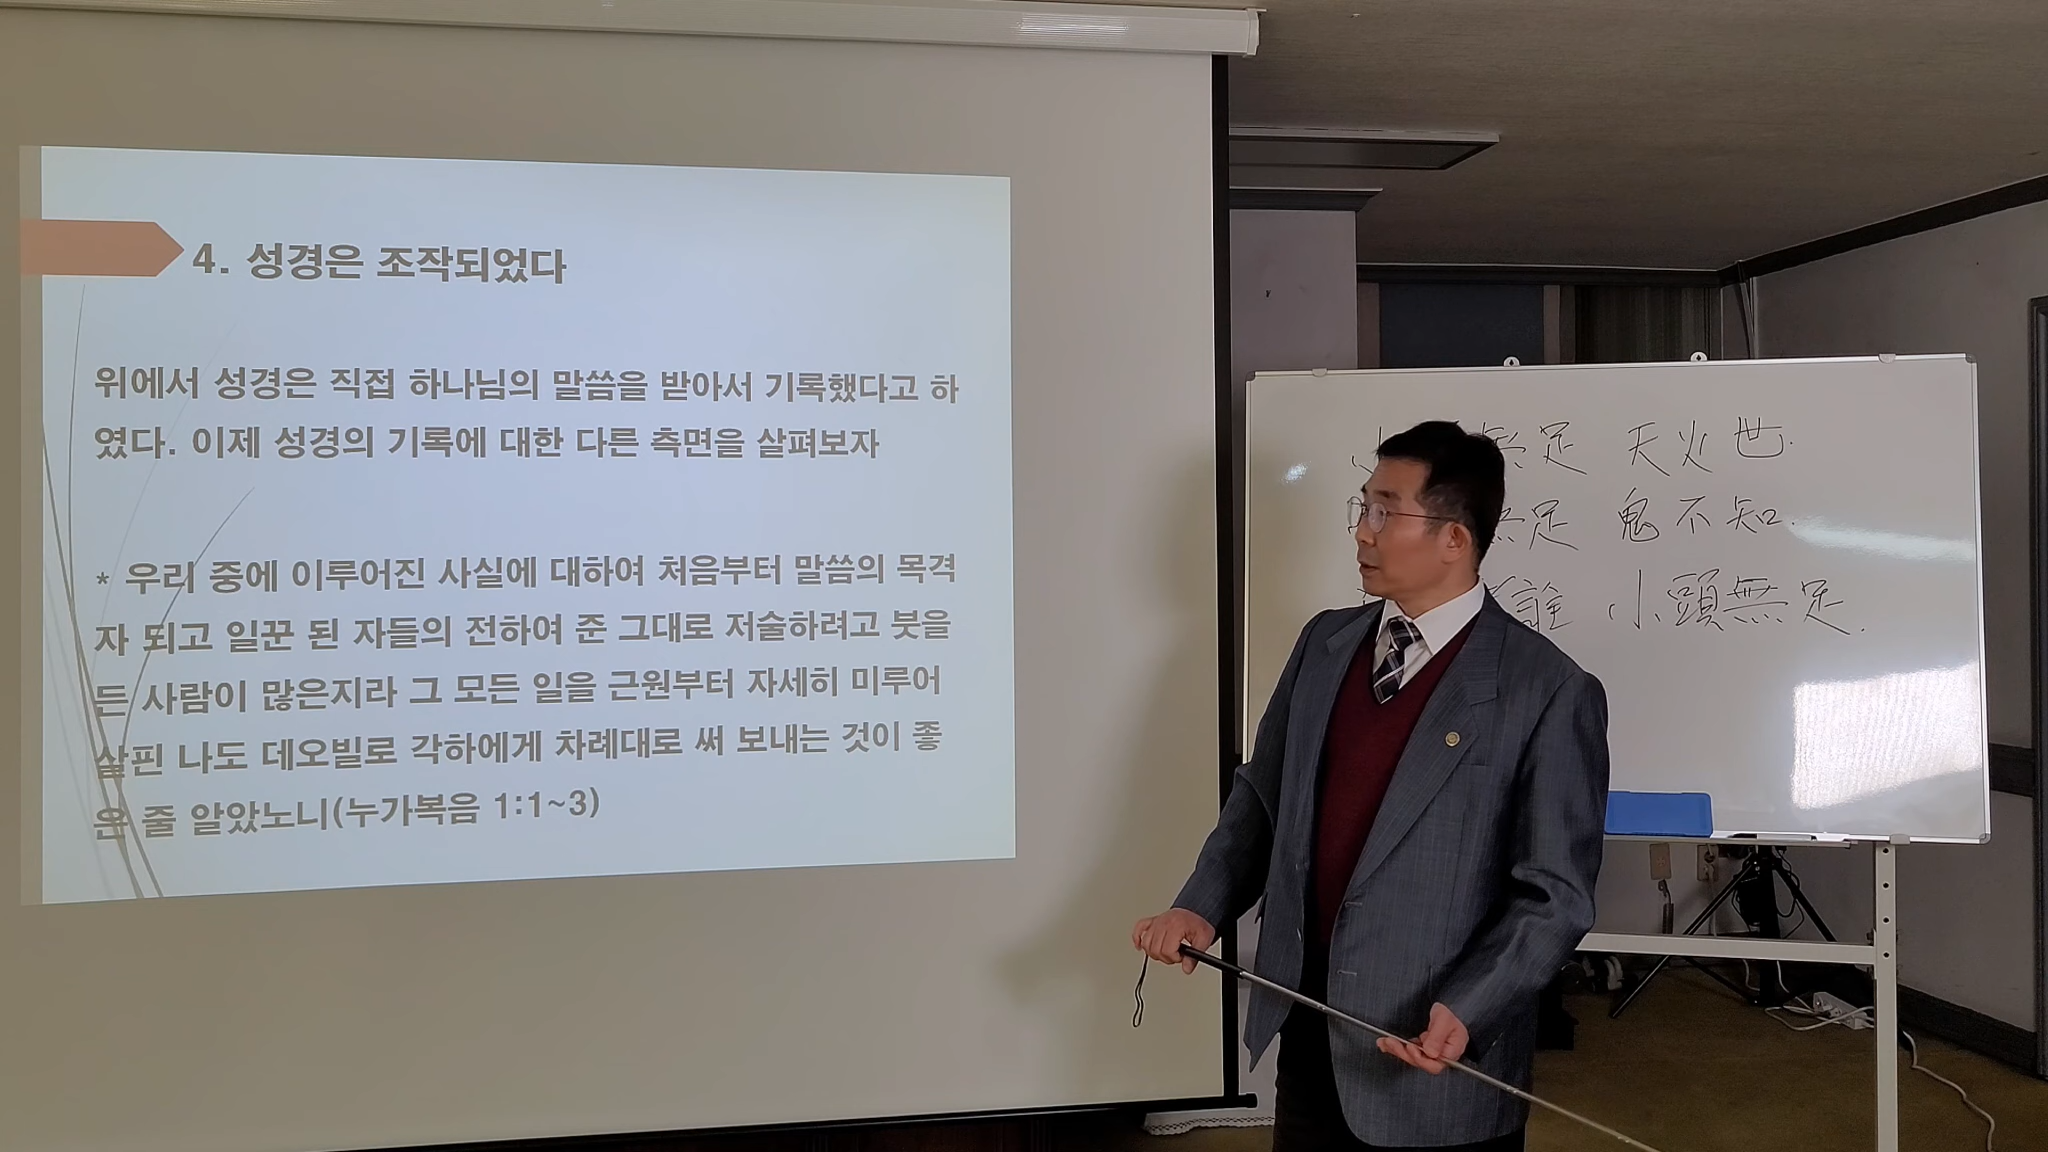 4. 성경은 조작되었다
위에서 성경은 직접 하나님의 말씀을 받아서 기록했다고 하
였다. 이제 성경의 기록에 대한 다른 측면을 살펴보자
* 우리 중에 이루어진 사실에 대하여 처음부터 말씀의 목격
자 되고 일꾼 된 자들의 전하여 준 그대로 저술하려고 붓을
든 사람이 많은지라 그 모든 일을 근원부터 자세히 미루어
살핀 나도 데오빌로 각하에게 차례대로 써 보내는 것이 좋
은 줄 알았노니(누가복음 1:1~3)
足 天火世.
無足 鬼不知.
誰 小頭無足.